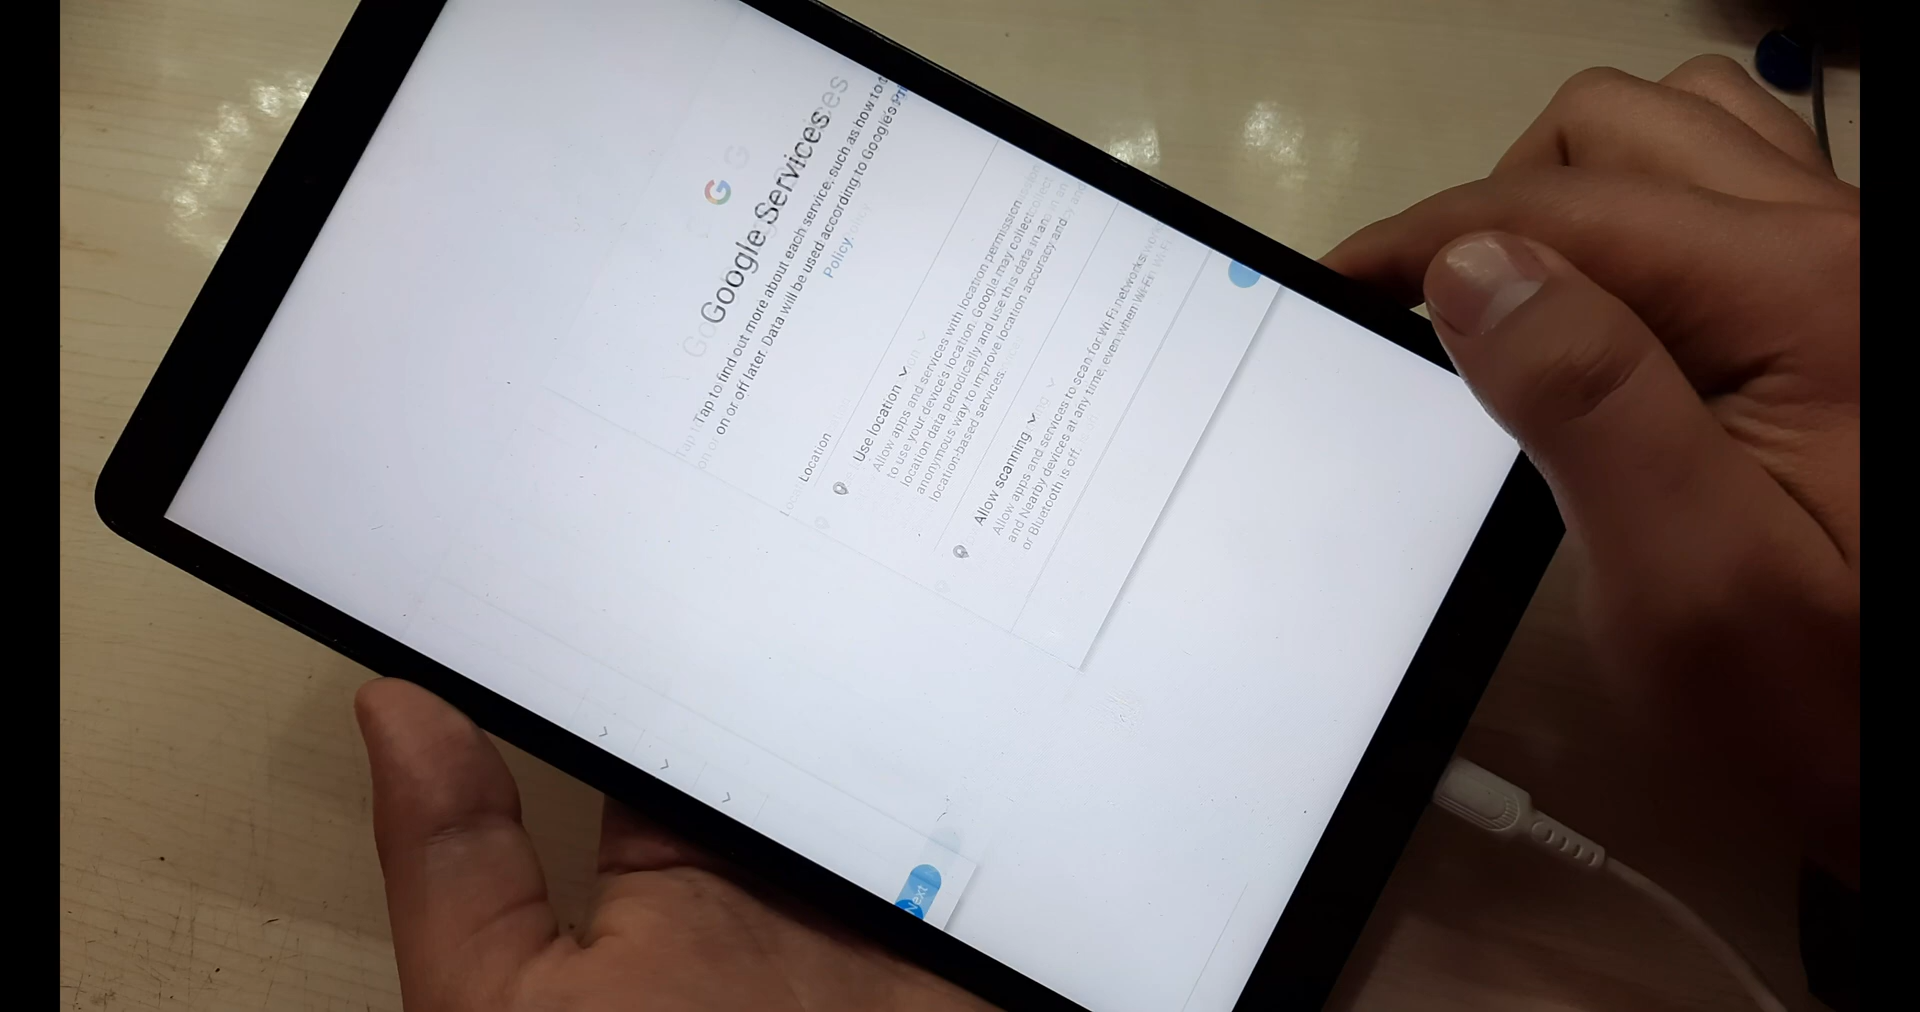 G
Google Services
Tap to find out more about each service, such as how to
on or off later. Data will be used according to Google's
Policy.
Location
Use location
Allow apps and services with location permission
to use your device's location. Google may collect
location data periodically and use this data in an
anonymous way to improve location accuracy and
location-based services.
Allow scanning
Allow apps and services to scan for Wi-Fi networks
and Nearby devices at any time, even when Wi-Fi
or Bluetooth is off.
Next